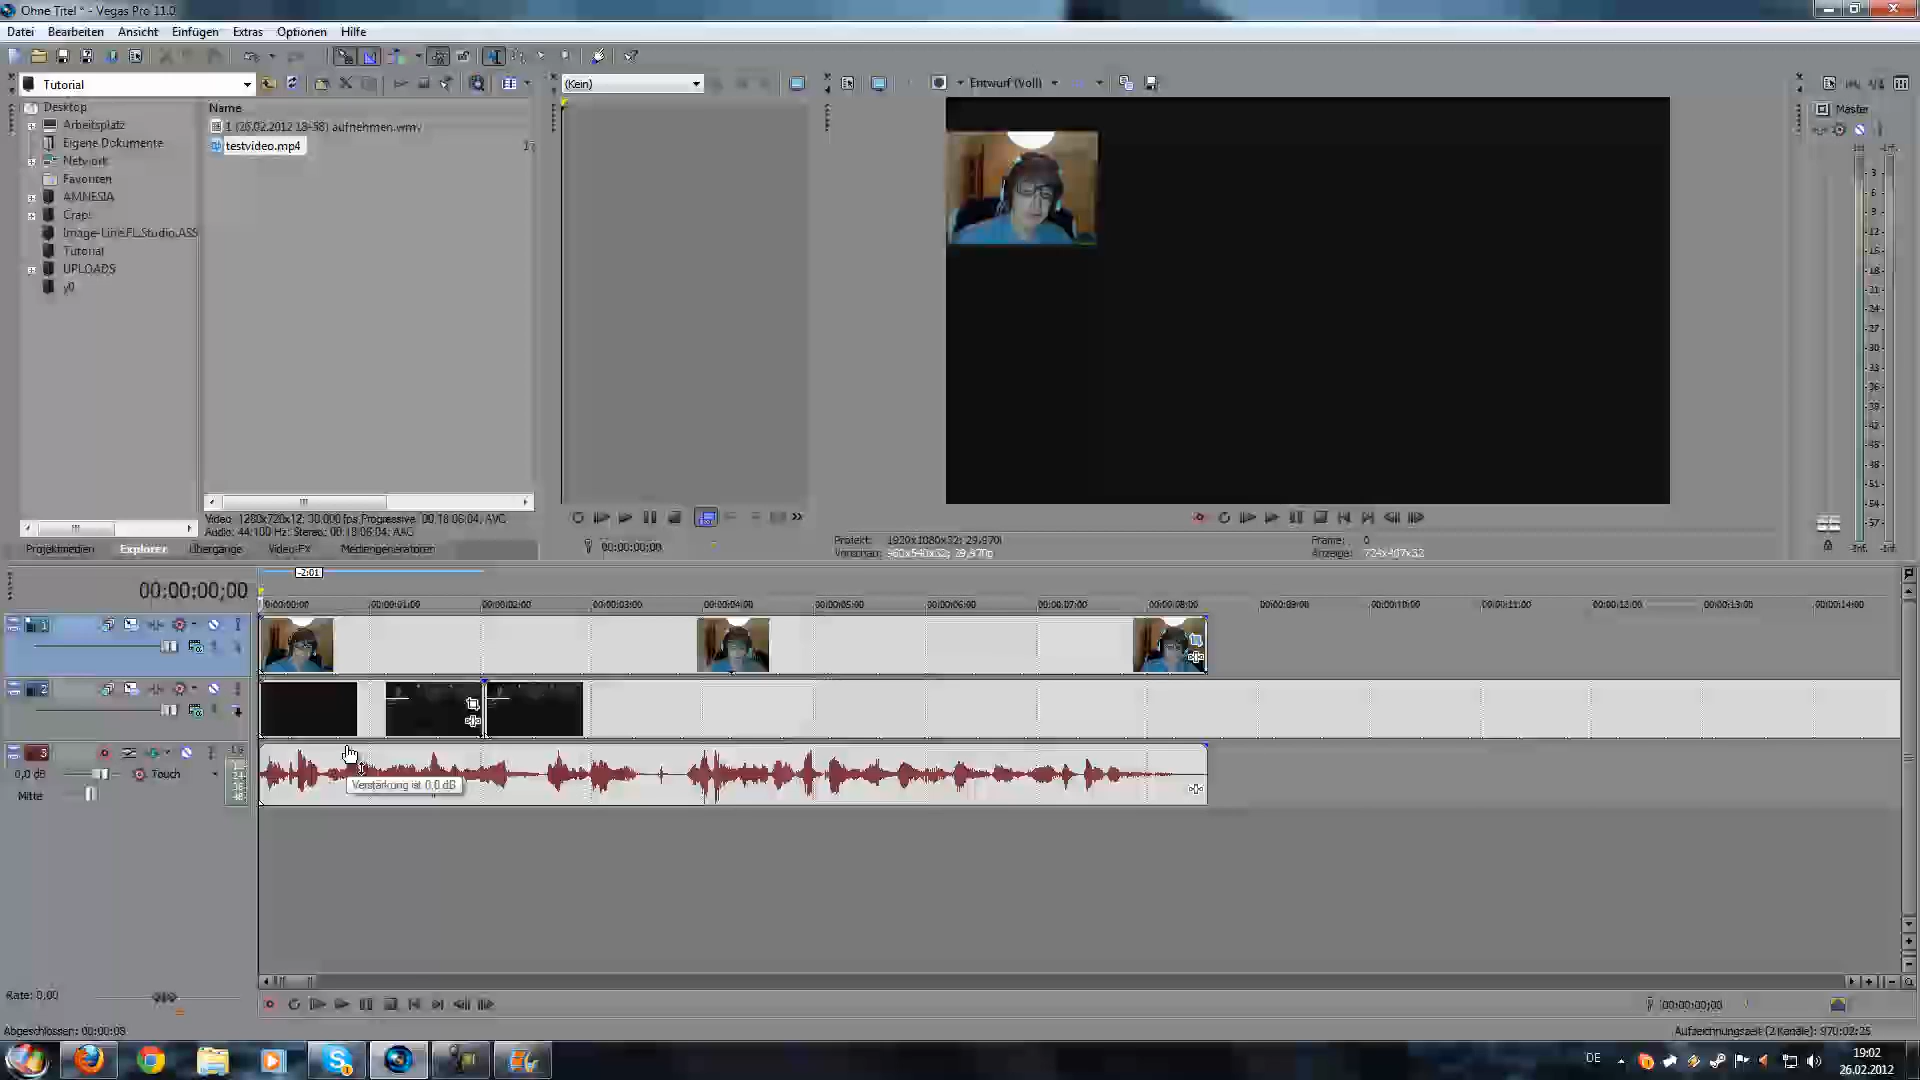 Ohne Titel * - Vegas Pro 11.0
Datei Bearbeiten Ansicht Einfügen Extras Optionen Hilfe
Tutorial
(Kein)
Entwurf (Voll)
Desktop
Arbeitsplatz
Eigene Dokumente
Network
Favoriten
AMNESIA
Crap!
Image-Line.FL.Studio.ASS
Tutorial
UPLOADS
y0
Name
1 (26.02.2012 18-58) aufnehmen.wmv
testvideo.mp4
Master
Video: 1280x720x12; 30,000 fps Progressive; 00:18:06:04; AVC
Audio: 44.100 Hz; Stereo; 00:18:06:04; AAC
Projektmedien Explorer Übergänge Video-FX Mediengeneratoren
00:00:00;00
Projekt: 1920x1080x32; 29,970i
Vorschau: 960x540x32; 29,970p
Frame: 0
Anzeige: 724x407x32
-2:01
00:00:00;00
00:00:00 00:00:01:00 00:00:02:00 00:00:03:00 00:00:04:00 00:00:05:00 00:00:06:00 00:00:07:00 00:00:08:00 00:00:09:00 00:00:10:00 00:00:11:00 00:00:12:00 00:00:13:00 00:00:14:00
1
2
3
0,0 dB Touch
Mitte
Verstärkung ist 0,0 dB
Rate: 0,00
00:00:00;00
Abgeschlossen: 00:00:08
Aufzeichnungszeit (2 Kanäle): 970:02:25
DE
19:02
26.02.2012